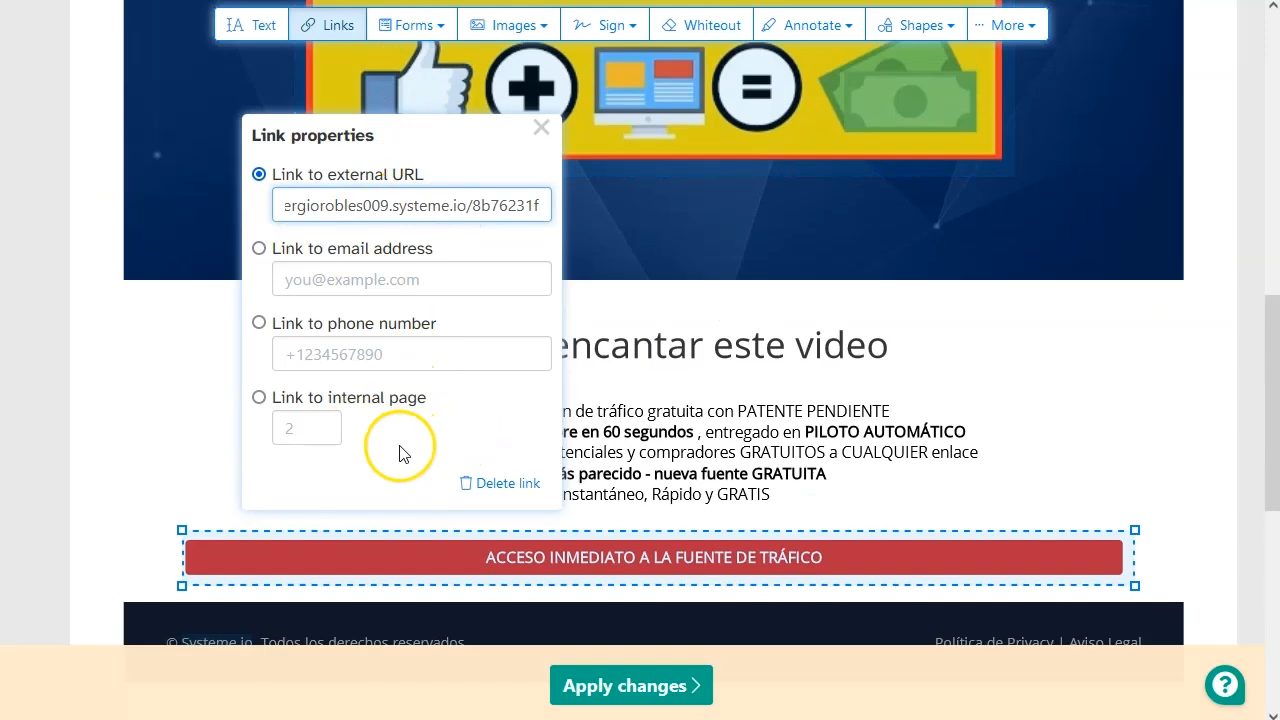 Text
Links
Forms
Images
Sign
Whiteout
Annotate
Shapes
··· More
Link properties
Link to external URL
ergiorobles009.systeme.io/8b76231f
Link to email address
you@example.com
Link to phone number
+1234567890
Link to internal page
2
Delete link
encantar este video
n de tráfico gratuita con PATENTE PENDIENTE
re en 60 segundos , entregado en PILOTO AUTOMÁTICO
tenciales y compradores GRATUITOS a CUALQUIER enlace
ás parecido - nueva fuente GRATUITA
nstantáneo, Rápido y GRATIS
ACCESO INMEDIATO A LA FUENTE DE TRÁFICO
© Systeme.io. Todos los derechos reservados
Política de Privacy | Aviso Legal
Apply changes
?